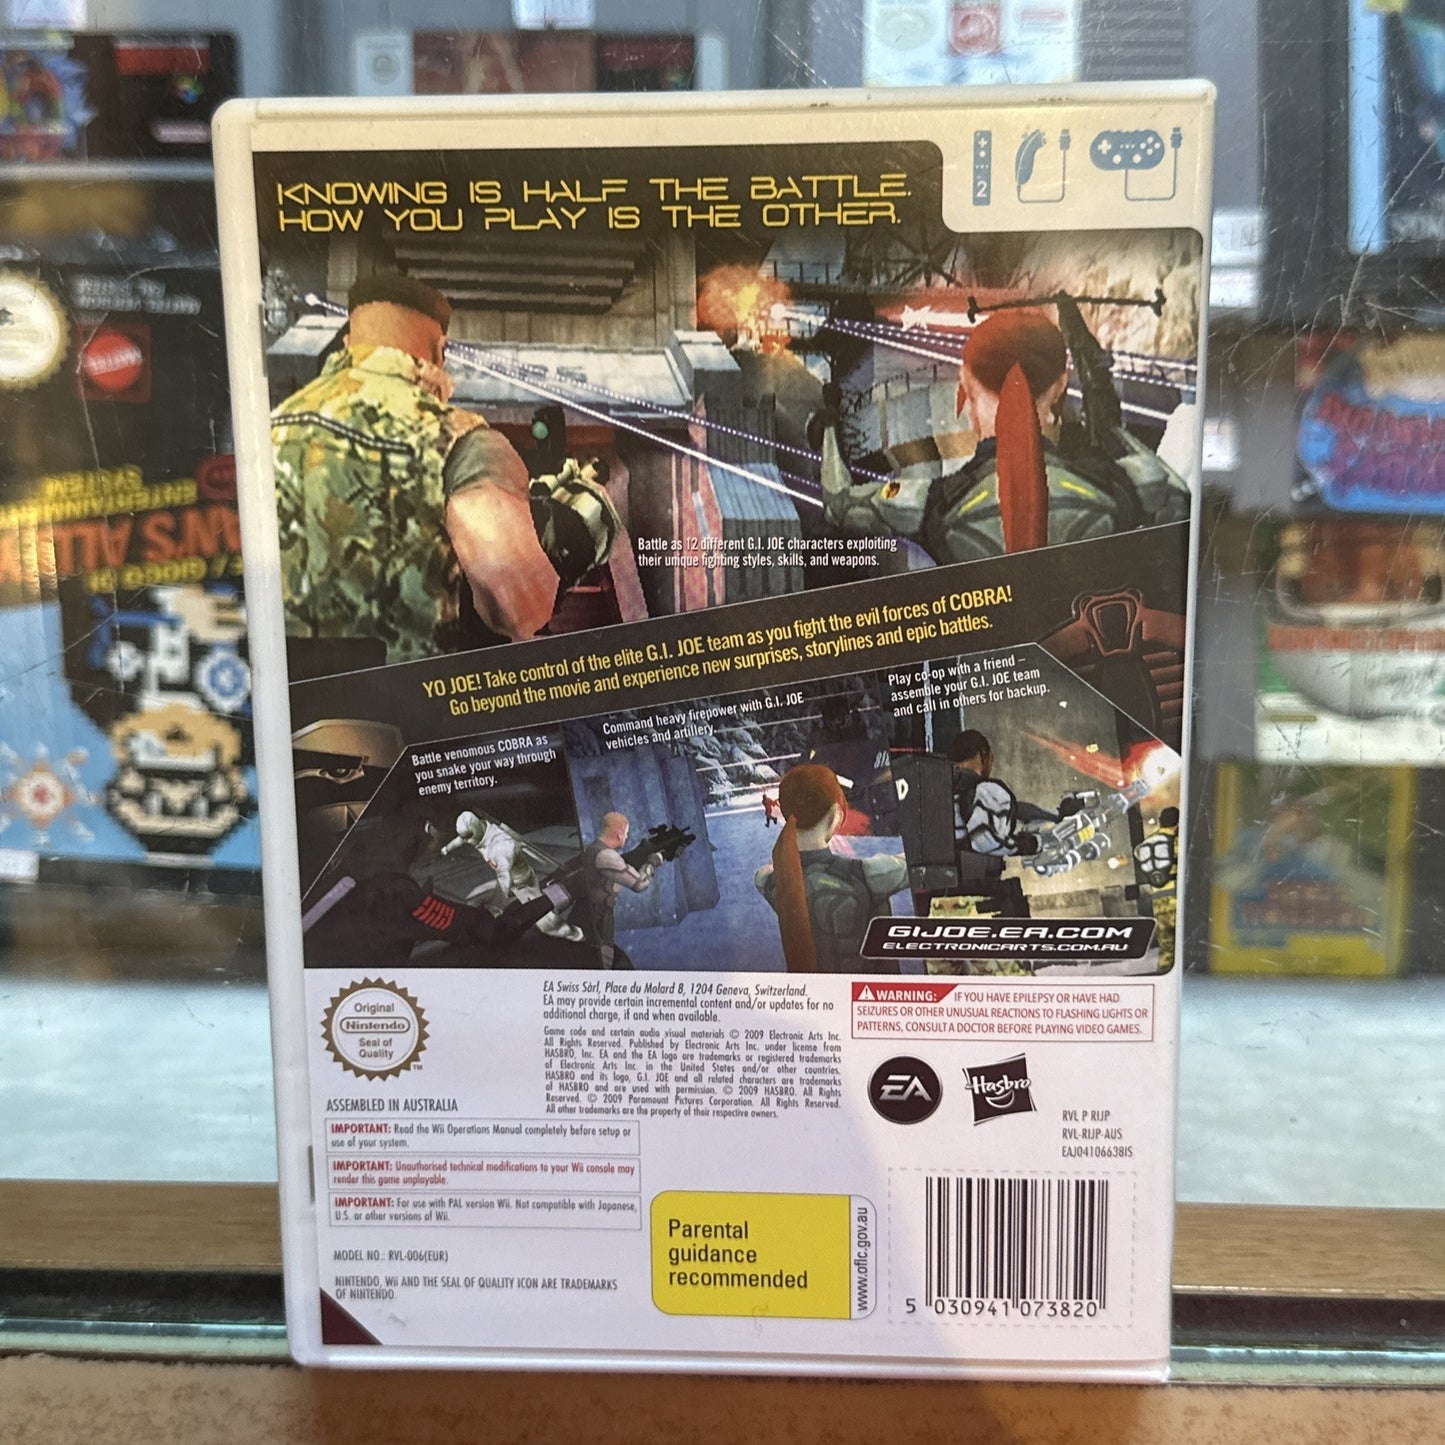 KNOWING IS HALF THE BATTLE.
HOW YOU PLAY IS THE OTHER.
2
Battle as 12 different G.I. JOE characters exploiting
their unique fighting styles, skills, and weapons.
YO JOE! Take control of the elite G.I. JOE team as you fight the evil forces of COBRA!
Go beyond the movie and experience new surprises, storylines and epic battles.
Battle venomous COBRA as
you snake your way through
enemy territory.
Command heavy firepower with G.I. JOE
vehicles and artillery.
Play co-op with a friend –
assemble your G.I. JOE team
and call in others for backup.
GIJOE.EA.COM
ELECTRONICARTS.COM.AU
Original
Nintendo
Seal of
Quality
TM
ASSEMBLED IN AUSTRALIA
EA Swiss Sàrl, Place du Molard 8, 1204 Geneva, Switzerland.
EA may provide certain incremental content and/or updates for no
additional charge, if and when available.
Game code and certain audio visual materials © 2009 Electronic Arts Inc.
All Rights Reserved. Published by Electronic Arts Inc. under license from
HASBRO, Inc. EA and the EA logo are trademarks or registered trademarks
of Electronic Arts Inc. in the United States and/or other countries.
HASBRO and its logo, G.I. JOE and all related characters are trademarks
of HASBRO and are used with permission. © 2009 HASBRO. All Rights
Reserved. © 2009 Paramount Pictures Corporation. All Rights Reserved.
All other trademarks are the property of their respective owners.
WARNING: IF YOU HAVE EPILEPSY OR HAVE HAD
SEIZURES OR OTHER UNUSUAL REACTIONS TO FLASHING LIGHTS OR
PATTERNS, CONSULT A DOCTOR BEFORE PLAYING VIDEO GAMES.
EA
Hasbro
RVL P RIJP
RVL-RIJP-AUS
EAJ04106638IS
IMPORTANT: Read the Wii Operations Manual completely before setup or
use of your system.
IMPORTANT: Unauthorised technical modifications to your Wii console may
render this game unplayable.
IMPORTANT: For use with PAL version Wii. Not compatible with Japanese,
U.S. or other versions of Wii.
MODEL NO.: RVL-006(EUR)
NINTENDO, Wii AND THE SEAL OF QUALITY ICON ARE TRADEMARKS
OF NINTENDO.
Parental
guidance
recommended
www.oflc.gov.au
5 030941 073820
MATTEL
ENTERTAINMENT
SYSTEM